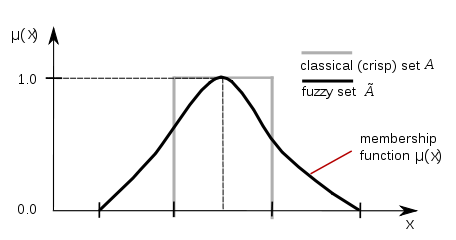 μ(x)
1.0
0.0
classical (crisp) set A
fuzzy set Ã
membership
function μ(x)
x